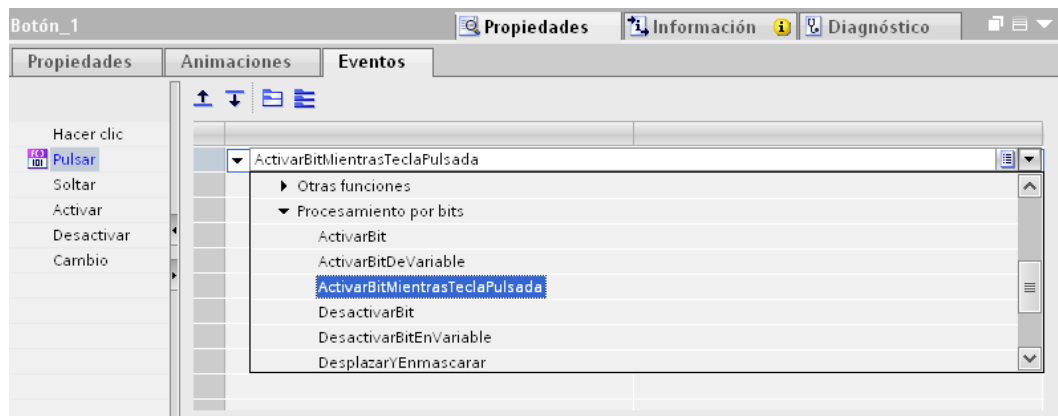 Botón_1
Propiedades
Información
Diagnóstico
Propiedades
Animaciones
Eventos
Hacer clic
Pulsar
Soltar
Activar
Desactivar
Cambio
ActivarBitMientrasTeclaPulsada
Otras funciones
Procesamiento por bits
ActivarBit
ActivarBitDeVariable
ActivarBitMientrasTeclaPulsada
DesactivarBit
DesactivarBitEnVariable
DesplazarYEnmascarar